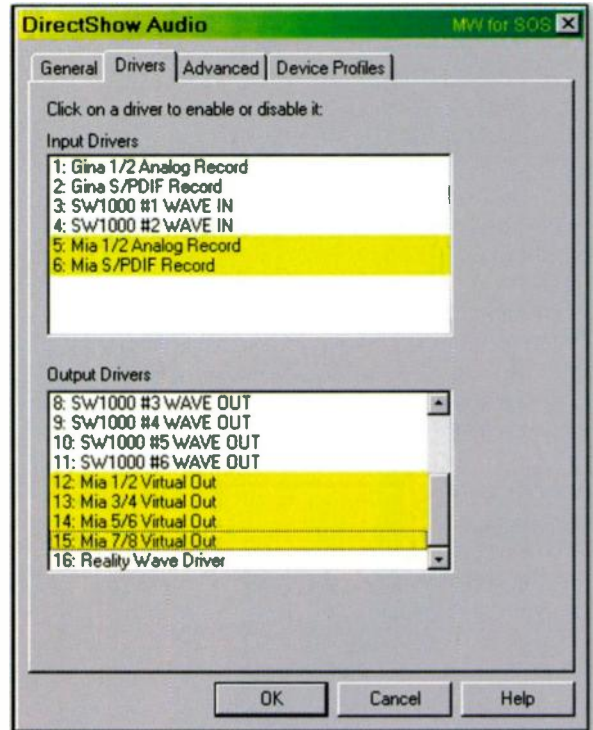 DirectShow Audio MW for SOS
General Drivers Advanced Device Profiles
Click on a driver to enable or disable it:
Input Drivers
1: Gina 1/2 Analog Record
2: Gina S/PDIF Record
3: SW1000 #1 WAVE IN
4: SW1000 #2 WAVE IN
5: Mia 1/2 Analog Record
6: Mia S/PDIF Record
Output Drivers
8: SW1000 #3 WAVE OUT
9: SW1000 #4 WAVE OUT
10: SW1000 #5 WAVE OUT
11: SW1000 #6 WAVE OUT
12: Mia 1/2 Virtual Out
13: Mia 3/4 Virtual Out
14: Mia 5/6 Virtual Out
15: Mia 7/8 Virtual Out
16: Reality Wave Driver
OK Cancel Help